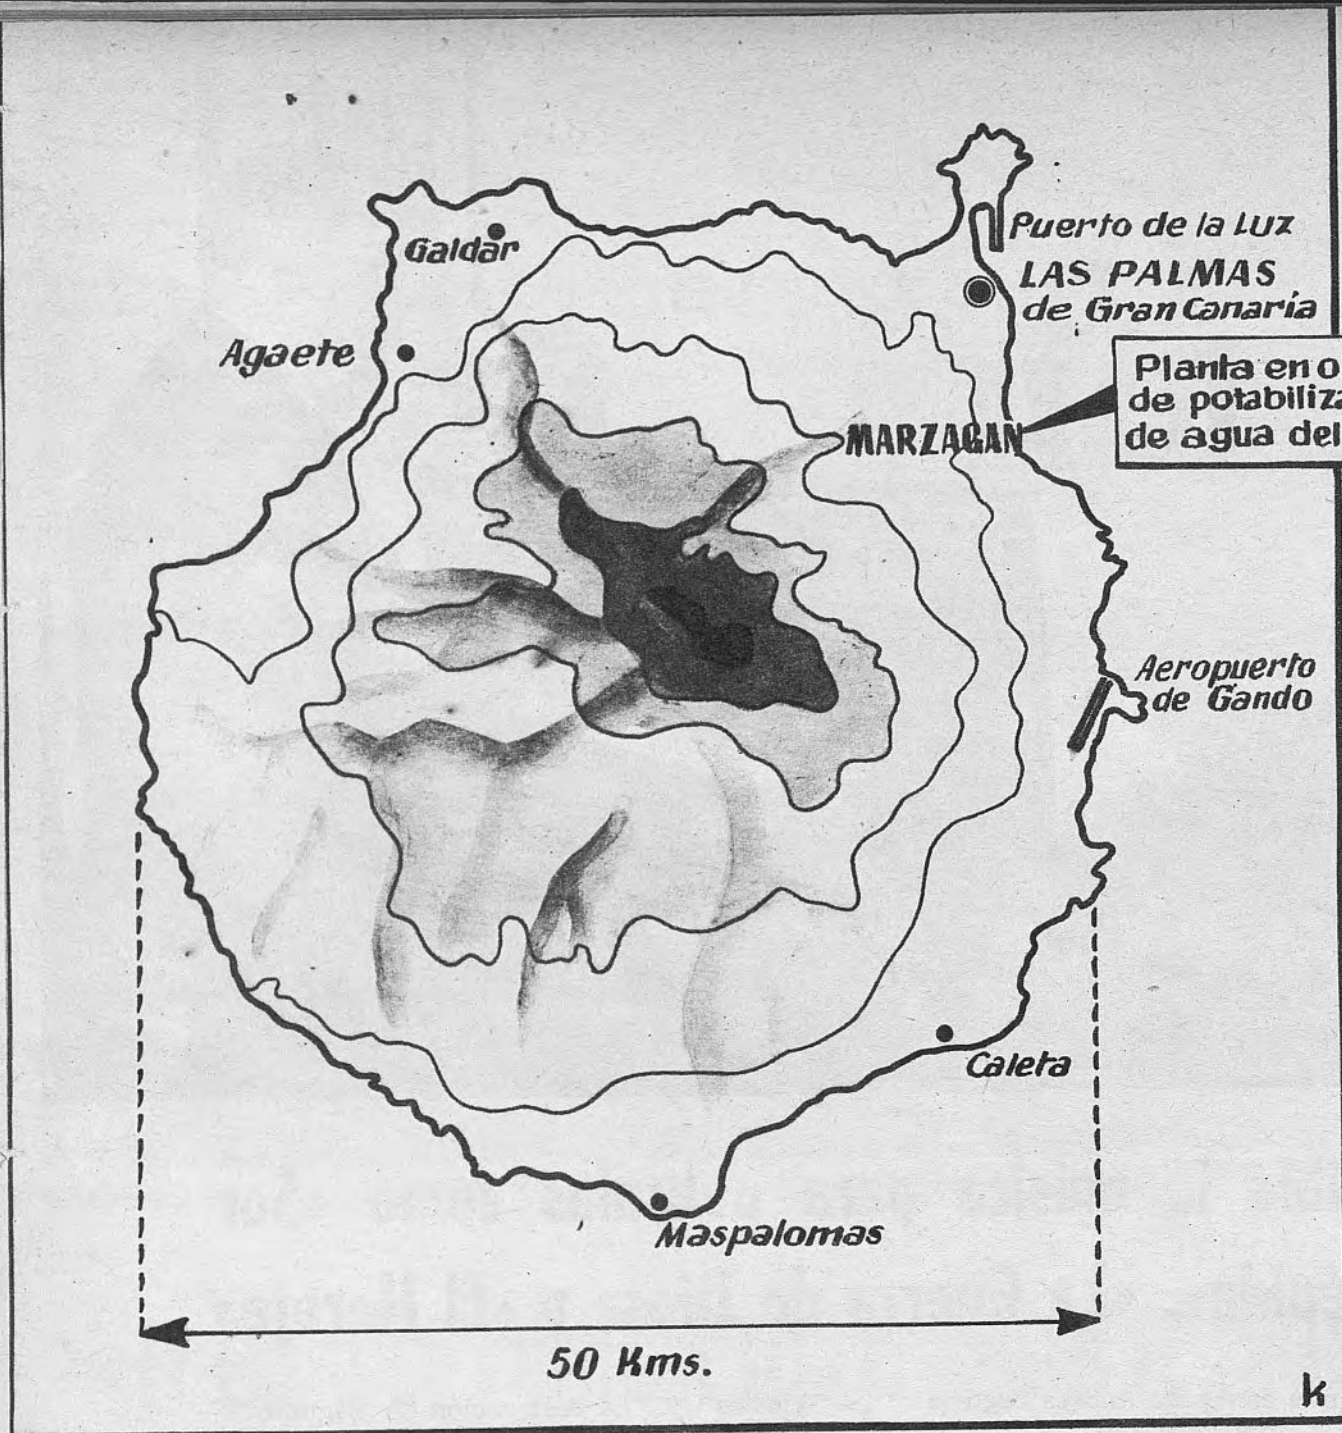 Galdar
Puerto de la Luz
LAS PALMAS
de Gran Canaria
Agaete
Planta en o
de potabiliza
de agua del
MARZAGAN
Aeropuerto
de Gando
Caleta
Maspalomas
50 Kms.
k